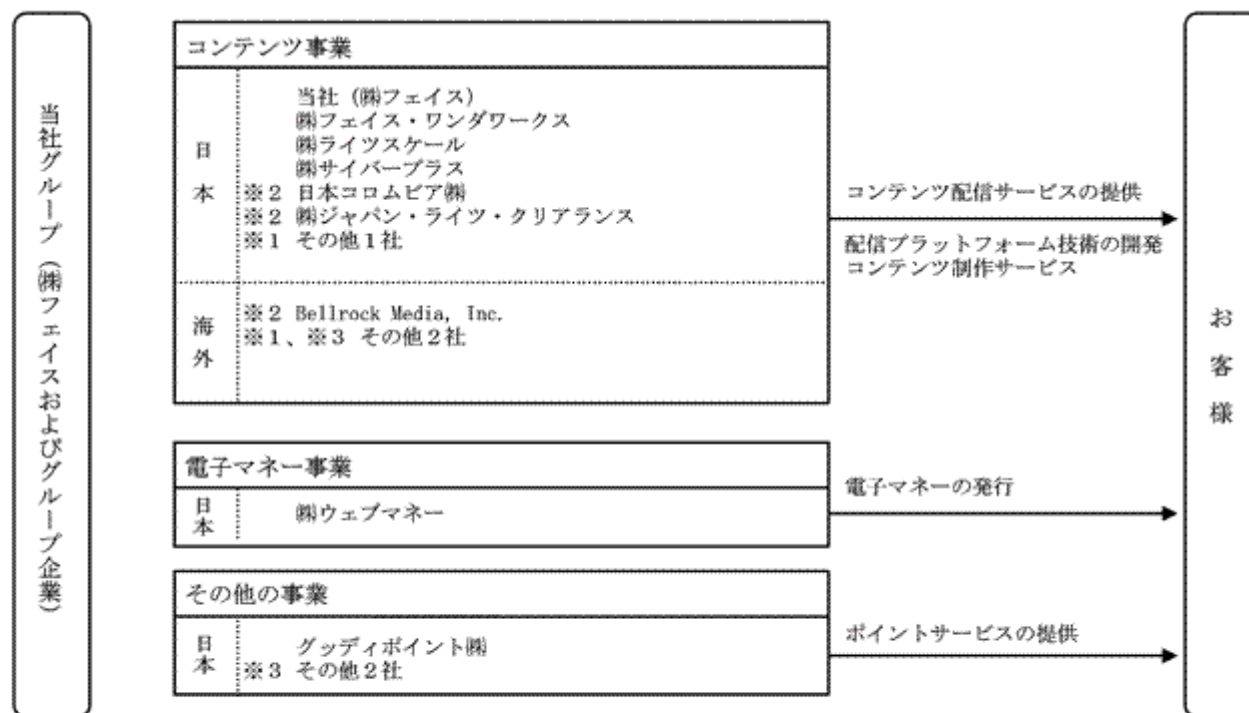 当社グループ（㈱フェイスおよびグループ企業）
コンテンツ事業
日本
当社（㈱フェイス）
㈱フェイス・ワンダワークス
㈱ライツスケール
㈱サイバープラス
※２ 日本コロムビア㈱
※２ ㈱ジャパン・ライツ・クリアランス
※１ その他１社
海外
※２ Bellrock Media, Inc.
※１、※３ その他２社
コンテンツ配信サービスの提供
配信プラットフォーム技術の開発
コンテンツ制作サービス
電子マネー事業
日本
㈱ウェブマネー
電子マネーの発行
その他の事業
日本
グッディポイント㈱
※３ その他２社
ポイントサービスの提供
お客様